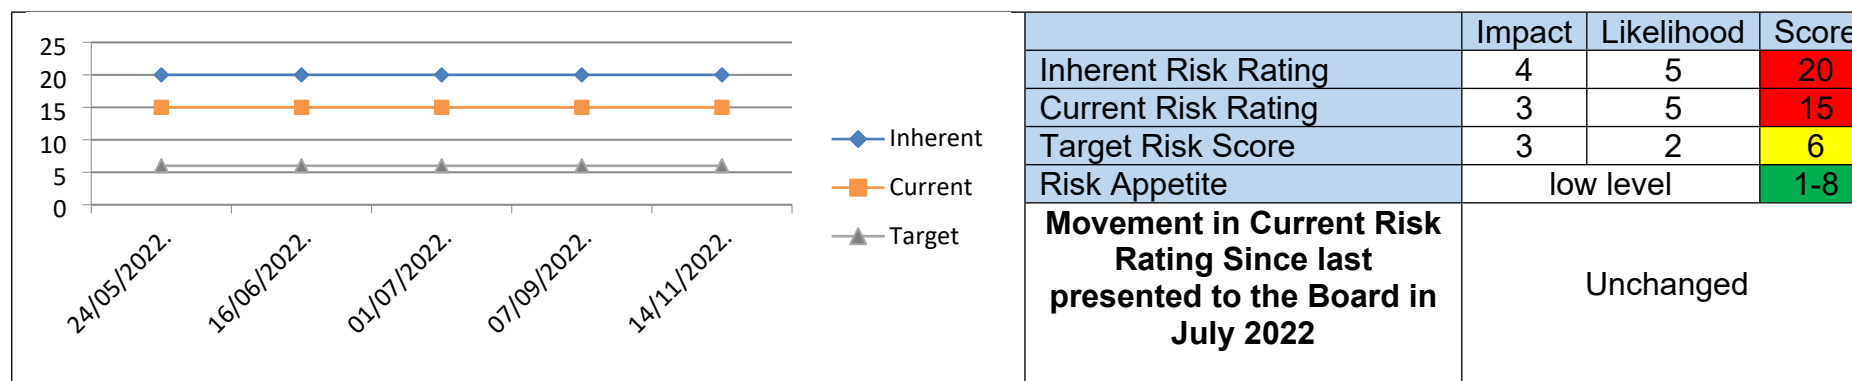 25
20
15
10
5
0
24/05/2022.
16/06/2022.
01/07/2022.
07/09/2022.
14/11/2022.
Inherent
Current
Target
Impact Likelihood Score
Inherent Risk Rating 4 5 20
Current Risk Rating 3 5 15
Target Risk Score 3 2 6
Risk Appetite low level 1-8
Movement in Current Risk
Rating Since last
presented to the Board in
July 2022
Unchanged